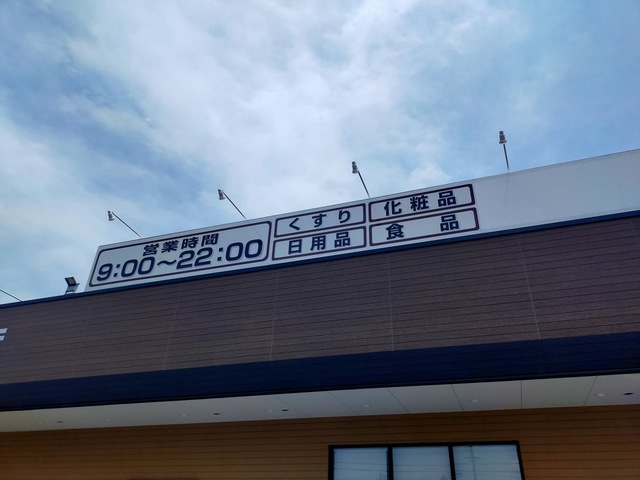 営業時間
9:00～22:00
くすり
化粧品
日用品
食品